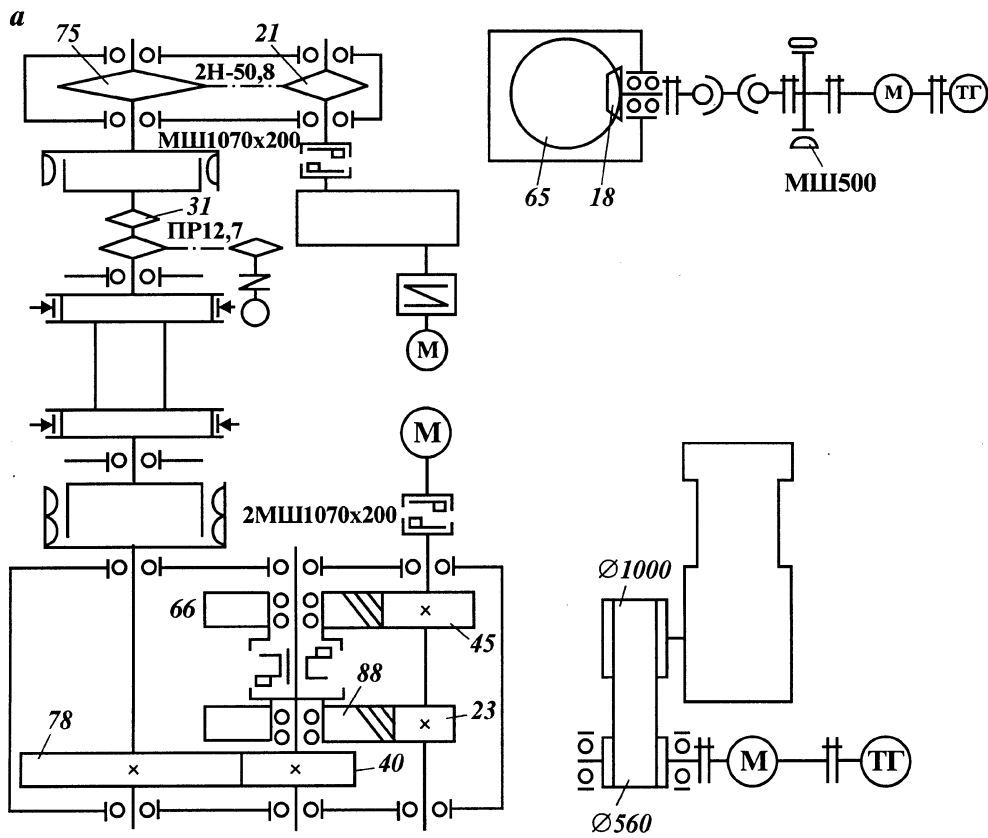 а
75
21
2Н-50,8
МШ1070х200
31
ПР12,7
М
65
18
М
ТГ
МШ500
М
2МШ1070х200
66
45
88
23
78
40
∅1000
М
ТГ
∅560